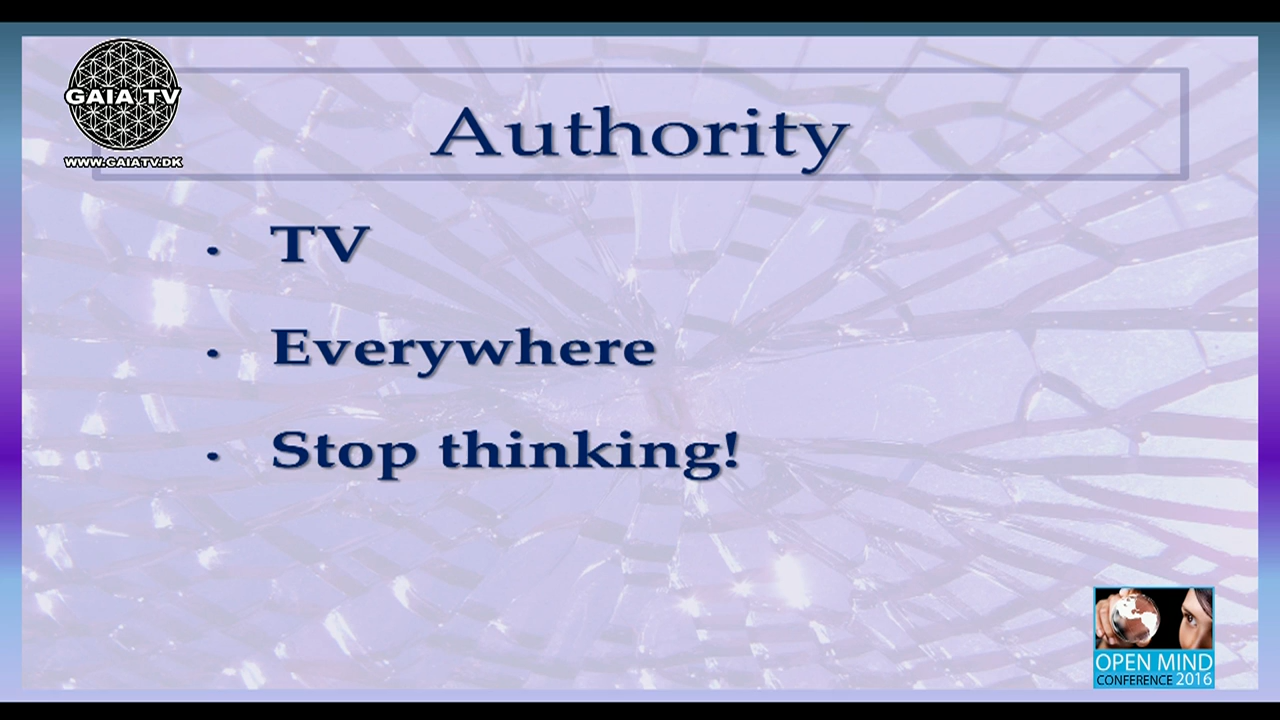 GAIA TV
WWW.GAIATV.DK
Authority
• TV
• Everywhere
• Stop thinking!
OPEN MIND
CONFERENCE 2016